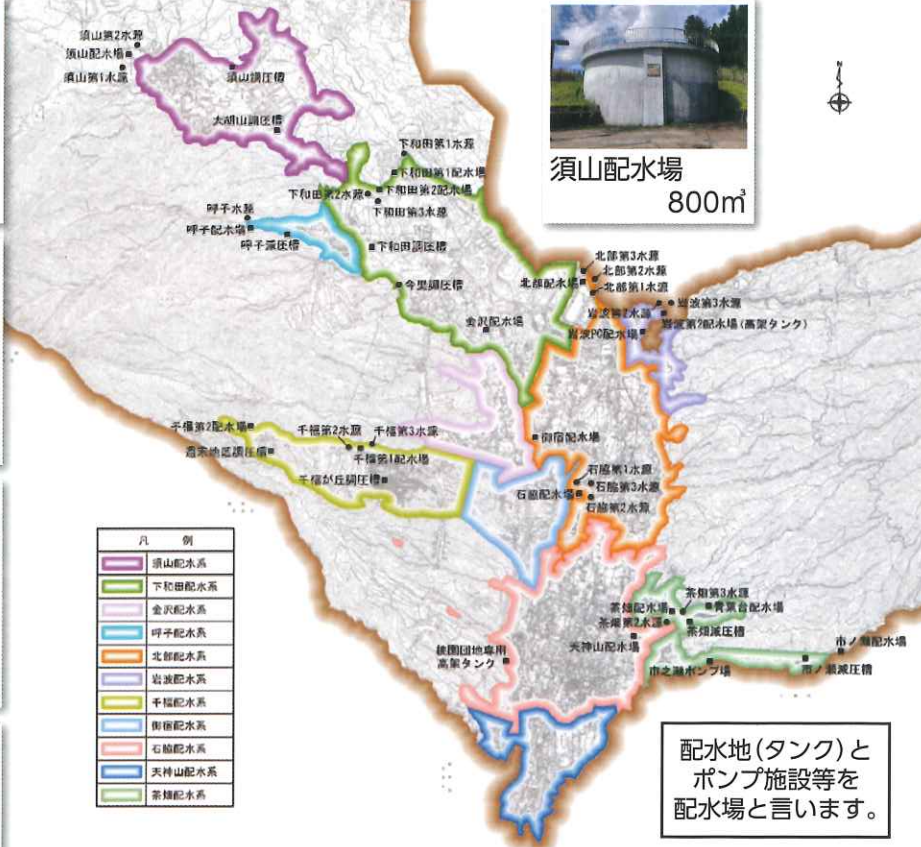 須山第2水源
須山配水場
須山第1水源
須山調圧槽
大胡山調圧槽
須山配水場
800㎥
N
下和田第1水源
下和田第1配水場
下和田第2配水場
下和田第2水源
下和田第3水源
呼子水源
呼子配水場
呼子減圧槽
下和田調圧槽
今里調圧槽
金沢配水場
北部第3水源
北部第2水源
北部配水場
北部第1水源
岩波第3水源
岩波第2水源
岩波第2配水場(高架タンク)
岩波PC配水場
千福第2配水場
千福第2水源
千福第3水源
千福第1配水場
千福が丘調圧槽
御宿配水場
石脇第1水源
石脇配水場
石脇第3水源
石脇第2水源
凡 例
須山配水系
下和田配水系
金沢配水系
呼子配水系
北部配水系
岩波配水系
千福配水系
御宿配水系
石脇配水系
天神山配水系
茶畑配水系
茶畑第3水源
茶畑配水場
青葉台配水場
茶畑第2水源
茶畑減圧槽
天神山配水場
市ノ瀬配水場
市之瀬ポンプ場
市ノ瀬減圧槽
桃園団地専用
高架タンク
配水地(タンク)と
ポンプ施設等を
配水場と言います。